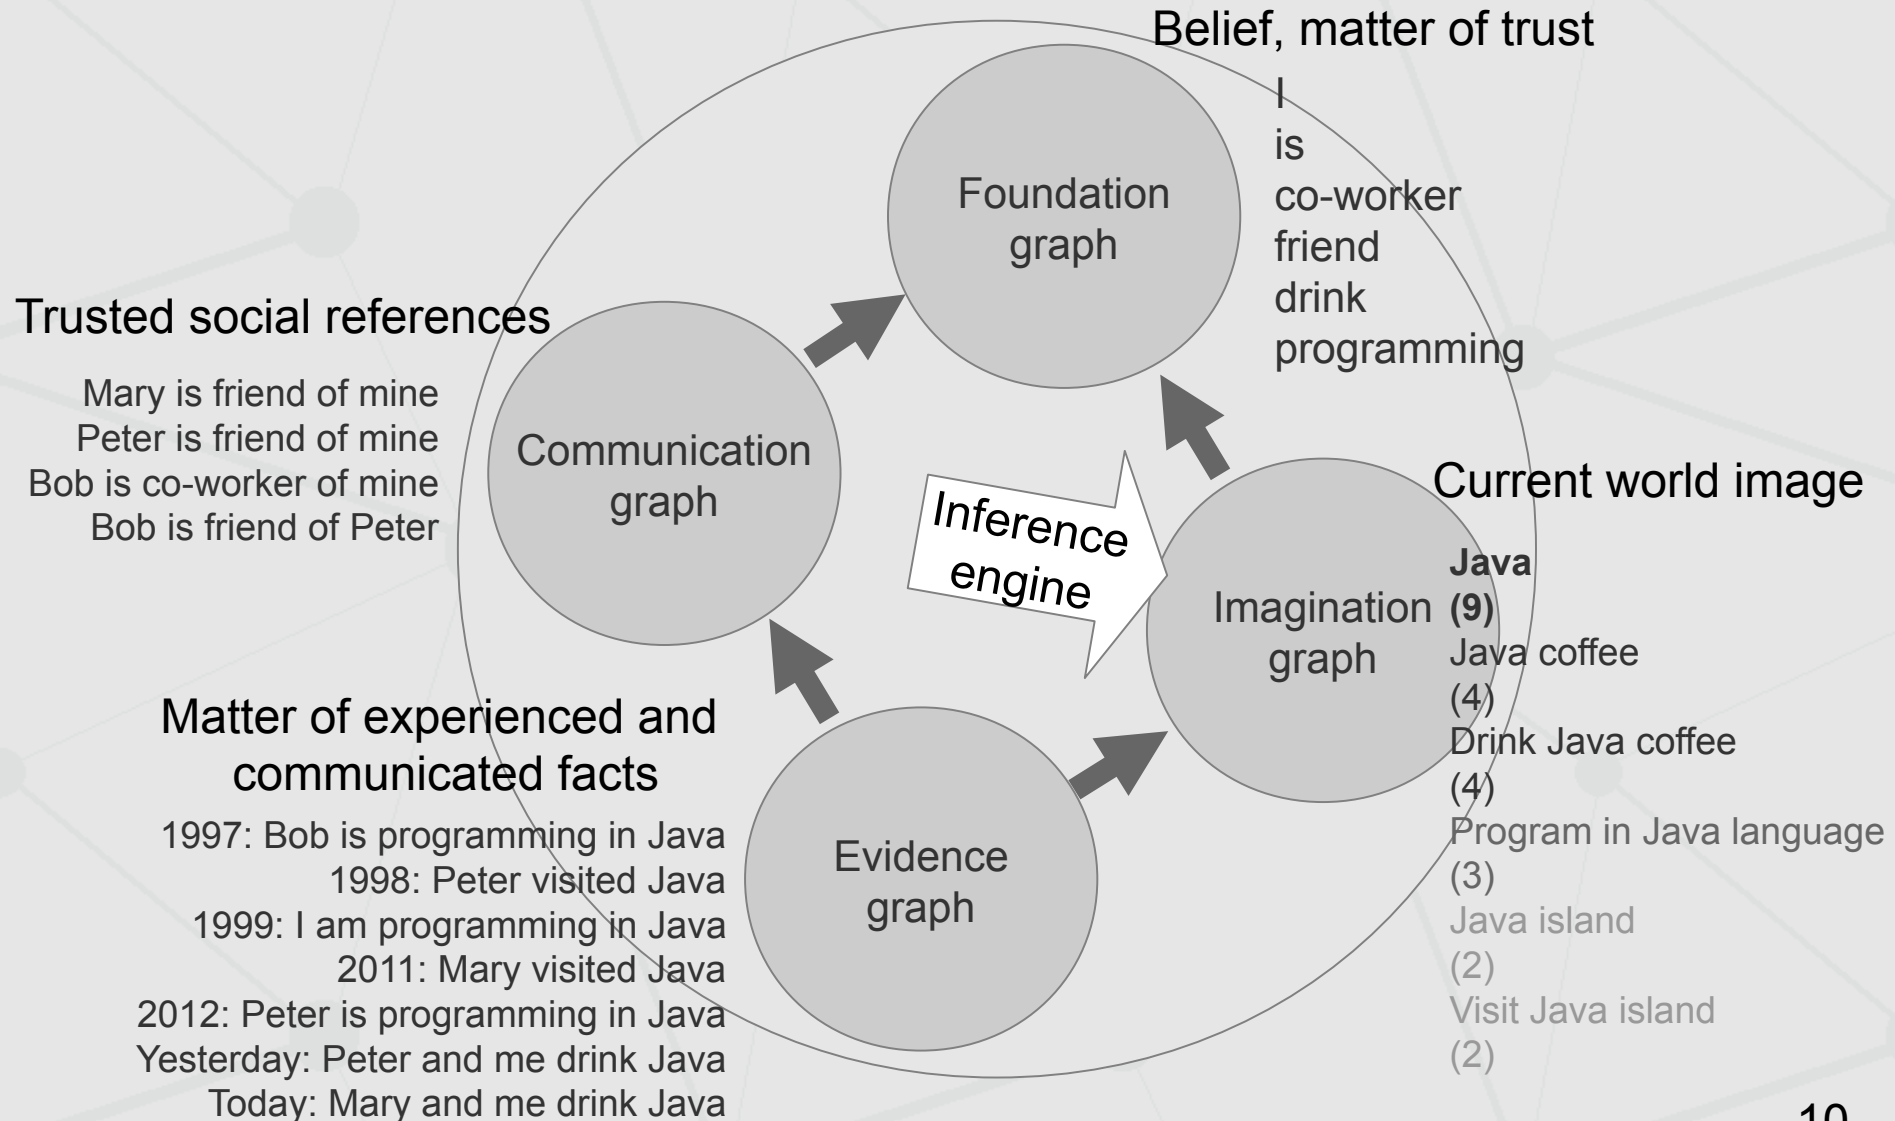 Belief, matter of trust
I
is
co-worker
friend
drink
programming
Foundation
graph
Trusted social references
Mary is friend of mine
Peter is friend of mine
Bob is co-worker of mine
Bob is friend of Peter
Communication
graph
Inference
engine
Current world image
Imagination
graph
Java
(9)
Java coffee
(4)
Drink Java coffee
(4)
Program in Java language
(3)
Java island
(2)
Visit Java island
(2)
Matter of experienced and
communicated facts
1997: Bob is programming in Java
1998: Peter visited Java
1999: I am programming in Java
2011: Mary visited Java
2012: Peter is programming in Java
Yesterday: Peter and me drink Java
Today: Mary and me drink Java
Evidence
graph
10